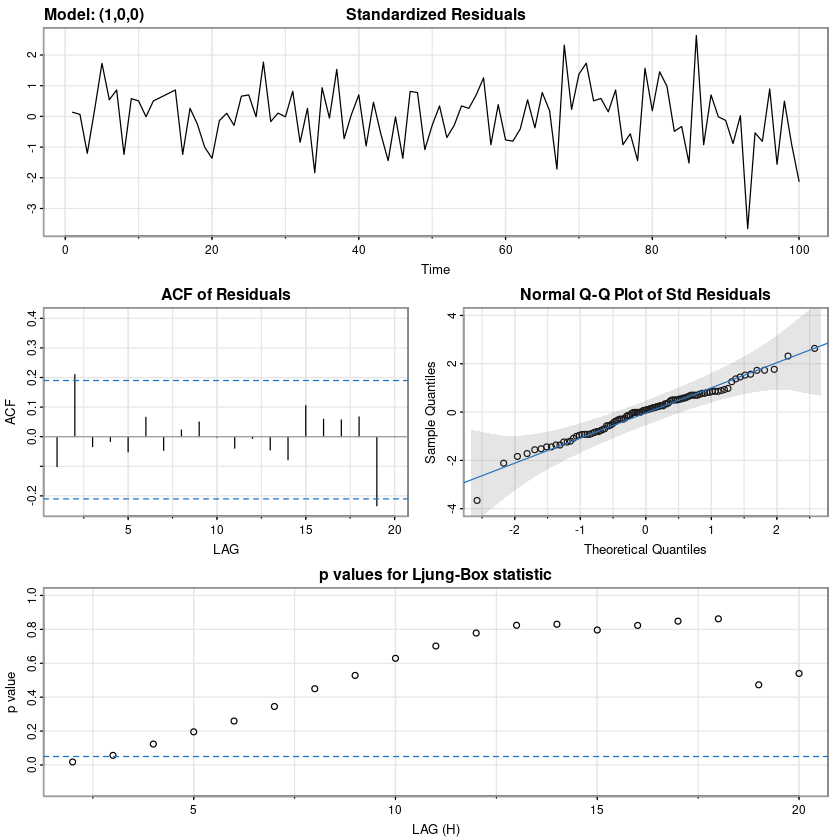 Model: (1,0,0) Standardized Residuals
2
1
0
-1
-2
-3
0 20 40 60 80 100
Time
ACF of Residuals
0.4
0.3
0.2
0.1
0.0
-0.2
ACF
5 10 15 20
LAG
Normal Q-Q Plot of Std Residuals
4
2
0
-2
-4
Sample Quantiles
-2 -1 0 1 2
Theoretical Quantiles
p values for Ljung-Box statistic
1.0
0.8
0.6
0.4
0.2
0.0
p value
5 10 15 20
LAG (H)